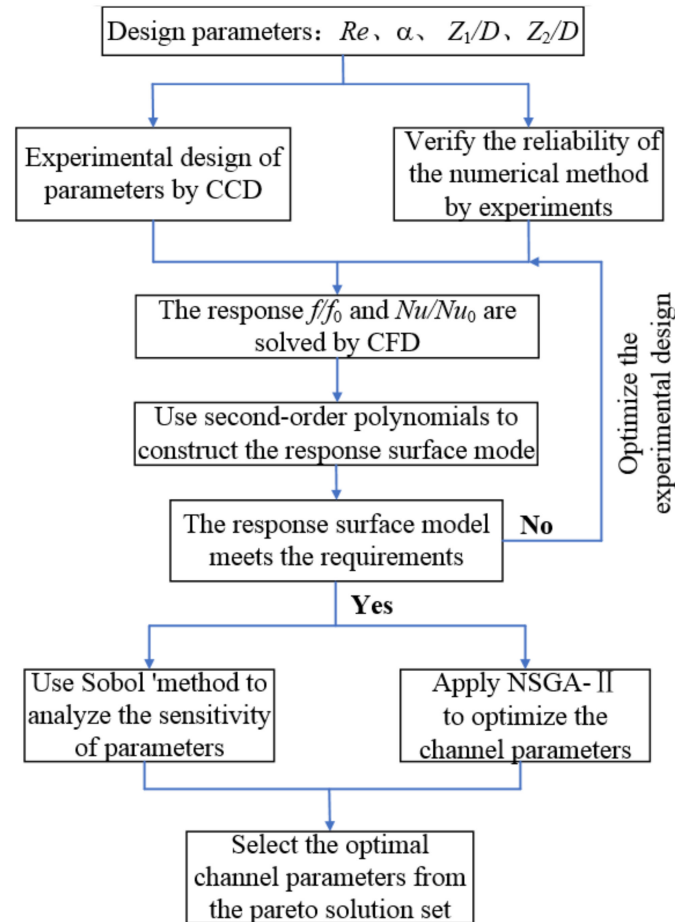 Design parameters： Re、α、 Z₁/D、Z₂/D
Experimental design of
parameters by CCD
Verify the reliability of
the numerical method
by experiments
The response f/f₀ and Nu/Nu₀ are
solved by CFD
Use second-order polynomials to
construct the response surface mode
The response surface model
meets the requirements
No
Optimize the
experimental design
Yes
Use Sobol 'method to
analyze the sensitivity
of parameters
Apply NSGA-Ⅱ
to optimize the
channel parameters
Select the optimal
channel parameters from
the pareto solution set